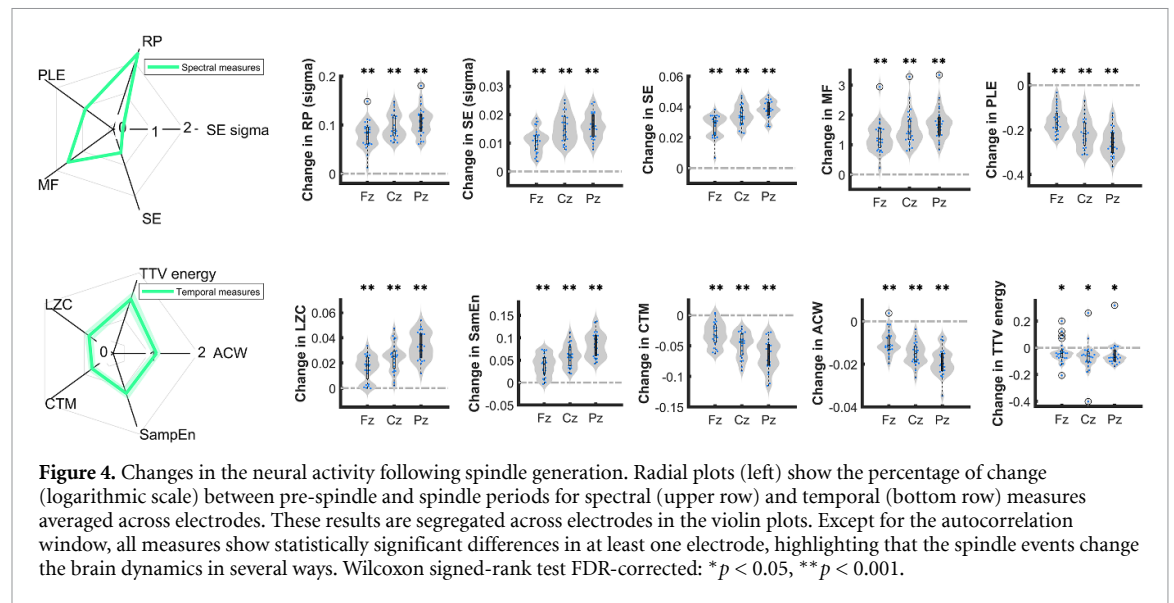 RP
PLE
Spectral measures
0
1
2
SE sigma
MF
SE
Change in RP (sigma)
0.2
0.1
0
** ** **
Fz Cz Pz
Change in SE (sigma)
0.03
0.02
0.01
0
** ** **
Fz Cz Pz
Change in SE
0.06
0.04
0.02
0
** ** **
Fz Cz Pz
Change in MF
3
2
1
0
** ** **
Fz Cz Pz
Change in PLE
0
-0.2
-0.4
** ** **
Fz Cz Pz
TTV energy
LZC
Temporal measures
0
2
ACW
CTM
SampEn
Change in LZC
0.06
0.04
0.02
0
** ** **
Fz Cz Pz
Change in SamEn
0.15
0.1
0.05
0
-0.05
** ** **
Fz Cz Pz
Change in CTM
0
-0.05
-0.1
-0.15
** ** **
Fz Cz Pz
Change in ACW
0
-0.02
-0.04
** ** **
Fz Cz Pz
Change in TTV energy
0.2
0
-0.2
-0.4
* * *
Fz Cz Pz
Figure 4. Changes in the neural activity following spindle generation. Radial plots (left) show the percentage of change
(logarithmic scale) between pre-spindle and spindle periods for spectral (upper row) and temporal (bottom row) measures
averaged across electrodes. These results are segregated across electrodes in the violin plots. Except for the autocorrelation
window, all measures show statistically significant differences in at least one electrode, highlighting that the spindle events change
the brain dynamics in several ways. Wilcoxon signed-rank test FDR-corrected: *p < 0.05, **p < 0.001.